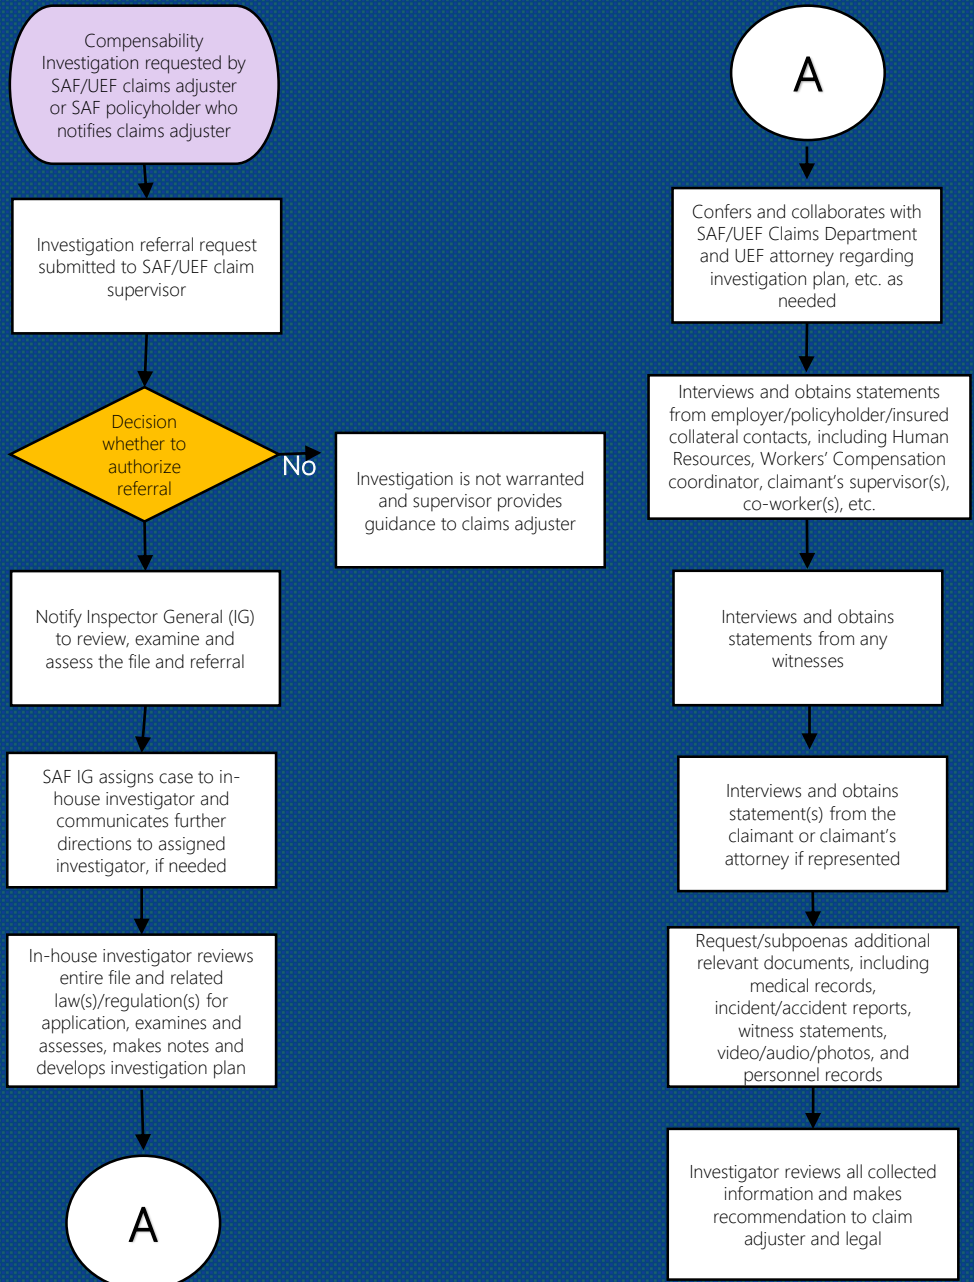 Compensability
Investigation requested by
SAF/UEF claims adjuster
or SAF policyholder who
notifies claims adjuster
Investigation referral request
submitted to SAF/UEF claim
supervisor
Decision
whether to
authorize
referral
No
Investigation is not warranted
and supervisor provides
guidance to claims adjuster
Notify Inspector General (IG)
to review, examine and
assess the file and referral
SAF IG assigns case to in-
house investigator and
communicates further
directions to assigned
investigator, if needed
In-house investigator reviews
entire file and related
law(s)/regulation(s) for
application, examines and
assesses, makes notes and
develops investigation plan
A
A
Confers and collaborates with
SAF/UEF Claims Department
and UEF attorney regarding
investigation plan, etc. as
needed
Interviews and obtains statements
from employer/policyholder/insured
collateral contacts, including Human
Resources, Workers’ Compensation
coordinator, claimant’s supervisor(s),
co-worker(s), etc.
Interviews and obtains
statements from any
witnesses
Interviews and obtains
statement(s) from the
claimant or claimant’s
attorney if represented
Request/subpoenas additional
relevant documents, including
medical records,
incident/accident reports,
witness statements,
video/audio/photos, and
personnel records
Investigator reviews all collected
information and makes
recommendation to claim
adjuster and legal